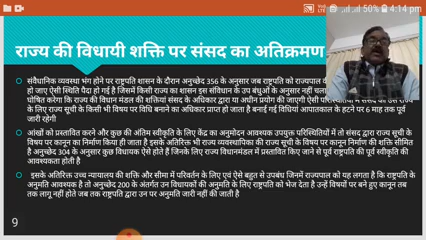 50% 4:14 pm
राज्य की विधायी शक्ति पर संसद का अतिक्रमण
संवैधानिक व्यवस्था भंग होने पर राष्ट्रपति शासन के दौरान अनुच्छेद 356 के अनुसार जब राष्ट्रपति को राज्यपाल
हो जाए ऐसी स्थिति पैदा हो गई है जिसमें किसी राज्य का शासन इस संविधान के उप बंधुओं के अनुसार नहीं
घोषित करेगा कि राज्य की विधान मंडल की शक्तियां संसद के अधिकार द्वारा या अधीन प्रयोग की जाएगी ऐसी
के लिए राज्य सूची के किसी भी विषय पर विधि बनाने का अधिकार प्राप्त हो जाता है बनाई गई विधियां आपातकाल के हटने पर 6 माह तक पूर्व
जारी रहेगी
आंखों को प्रस्तावित करने और कुछ की अंतिम स्वीकृति के लिए केंद्र का अनुमोदन आवश्यक उपयुक्त परिस्थितियों में तो संसद द्वारा राज्य सूची के
विषय पर कानून का निर्माण किया ही जाता है इसके अतिरिक्त भी राज्य व्यवस्थापिका की राज्य सूची के विषय पर कानून निर्माण की शक्ति सीमित
है अनुच्छेद 304 के अनुसार कुछ विधायक ऐसे होते हैं जिनके लिए राज्य विधानमंडल में प्रस्तावित किए जाने से पूर्व राष्ट्रपति की पूर्व स्वीकृति की
आवश्यकता होती है
इसके अतिरिक्त उच्च न्यायालय की शक्ति और सीमा में परिवर्तन के लिए एवं ऐसे बहुत से उपबंध जिनमें राज्यपाल को यह लगता है कि राष्ट्रपति के
अनुमति आवश्यक है तो अनुच्छेद 200 के अंतर्गत उन विधायकों की अनुमति के लिए राष्ट्रपति को भेज देता है उन्हें विषयों पर बने हुए कानून तब
तक लागू नहीं होते जब तक राष्ट्रपति द्वारा उन पर अनुमति जारी नहीं की जाती है
9